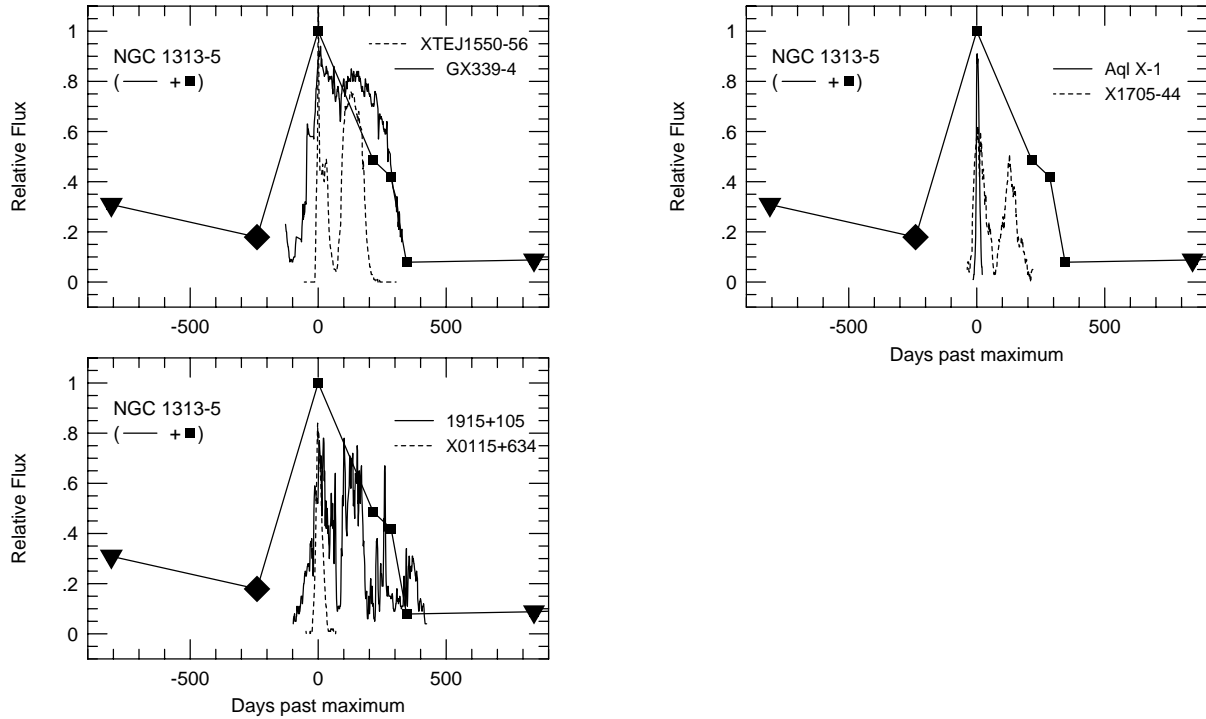 1
.8
.6
.4
.2
0
Relative Flux
NGC 1313-5
( + )
XTEJ1550-56
GX339-4
-500
0
500
1
.8
.6
.4
.2
0
Relative Flux
NGC 1313-5
( + )
Aql X-1
X1705-44
-500
0
500
Days past maximum
1
.8
.6
.4
.2
0
Relative Flux
NGC 1313-5
( + )
1915+105
X0115+634
-500
0
500
Days past maximum